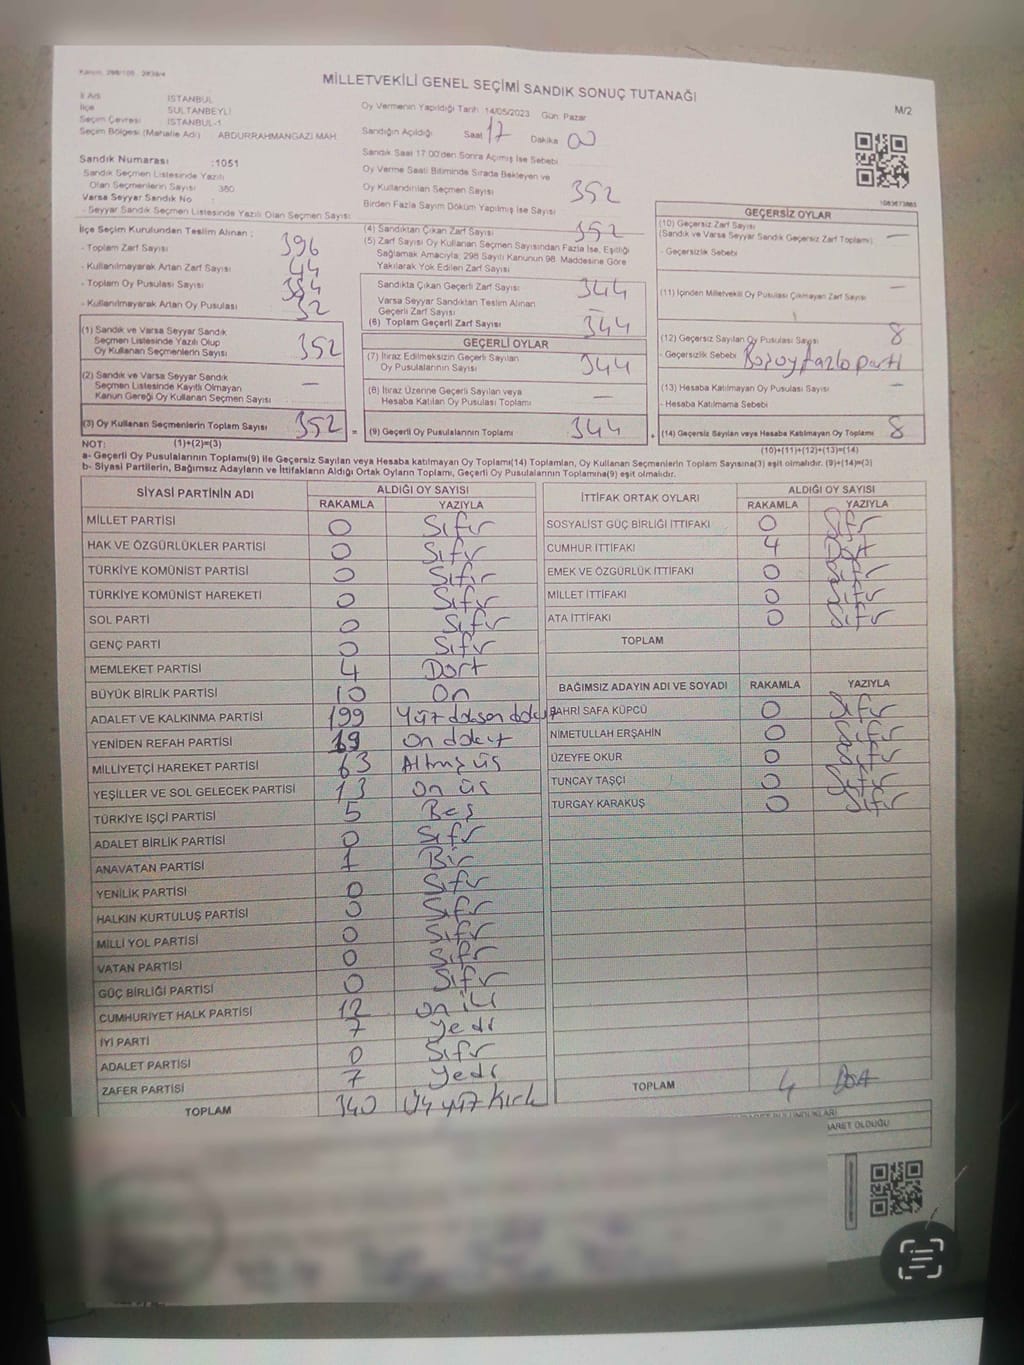 MİLLETVEKİLİ GENEL SEÇİMİ SANDIK SONUÇ TUTANAĞI
M/2
İl Adı İSTANBUL
İlçe SULTANBEYLİ
Seçim Çevresi İSTANBUL-1
Seçim Bölgesi (Mahalle Adı) ABDURRAHMANGAZİ MAH
Sandık Numarası :1051
Sandık Seçmen Listesinde Yazılı
Olan Seçmenlerin Sayısı 380
Varsa Seyyar Sandık No :
- Seyyar Sandık Seçmen Listesinde Yazılı Olan Seçmen Sayısı
İlçe Seçim Kurulundan Teslim Alınan ;
- Toplam Zarf Sayısı 396
- Kullanılmayarak Artan Zarf Sayısı 44
- Toplam Oy Pusulası Sayısı 384
- Kullanılmayarak Artan Oy Pusulası 32
(1) Sandık ve Varsa Seyyar Sandık
Seçmen Listesinde Yazılı Olup
Oy Kullanan Seçmenlerin Sayısı 352
(2) Sandık ve Varsa Seyyar Sandık
Seçmen Listesinde Kayıtlı Olmayan
Kanun Gereği Oy Kullanan Seçmen Sayısı —
(3) Oy Kullanan Seçmenlerin Toplam Sayısı 352 =
Oy Vermenin Yapıldığı Tarih 14/05/2023 Gün: Pazar
Sandığın Açıldığı Saat 17 Dakika 00
Sandık Saat 17:00'den Sonra Açılmış İse Sebebi
Oy Verme Saati Bitiminde Sırada Bekleyen ve
Oy Kullandırılan Seçmen Sayısı 352
Birden Fazla Sayım Döküm Yapılmış İse Sayısı
(4) Sandıktan Çıkan Zarf Sayısı 352
(5) Zarf Sayısı Oy Kullanan Seçmen Sayısından Fazla İse, Eşitliği
Sağlamak Amacıyla; 298 Sayılı Kanunun 98. Maddesine Göre
Yakılarak Yok Edilen Zarf Sayısı
Sandıkta Çıkan Geçerli Zarf Sayısı 344
Varsa Seyyar Sandıktan Teslim Alınan
Geçerli Zarf Sayısı
(6) Toplam Geçerli Zarf Sayısı 344
GEÇERLİ OYLAR
(7) İtiraz Edilmeksizin Geçerli Sayılan
Oy Pusulalarının Sayısı 344
(8) İtiraz Üzerine Geçerli Sayılan veya
Hesaba Katılan Oy Pusulası Toplamı —
(9) Geçerli Oy Pusulalarının Toplamı 344 +
1083673883
GEÇERSİZ OYLAR
(10) Geçersiz Zarf Sayısı
(Sandık ve Varsa Seyyar Sandık Geçersiz Zarf Toplamı) —
- Geçersizlik Sebebi
(11) İçinden Milletvekili Oy Pusulası Çıkmayan Zarf Sayısı —
(12) Geçersiz Sayılan Oy Pusulası Sayısı 8
- Geçersizlik Sebebi fazla parti
(13) Hesaba Katılmayan Oy Pusulası Sayısı —
- Hesaba Katılmama Sebebi
(14) Geçersiz Sayılan veya Hesaba Katılmayan Oy Toplamı 8
NOT: (1)+(2)=(3) (10)+(11)+(12)+(13)=(14)
a- Geçerli Oy Pusulaları Toplamı(9) ile Geçersiz Sayılan veya Hesaba katılmayan Oy Toplamı(14) Toplamları, Oy Kullanan Seçmenlerin Toplam Sayısına(3) eşit olmalıdır. (9)+(14)=(3)
b- Siyasi Partilerin, Bağımsız Adayların ve İttifakların Aldığı Ortak Oyların Toplamı, Geçerli Oy Pusulalarının Toplamına(9) eşit olmalıdır.
SİYASİ PARTİNİN ADI ALDIĞI OY SAYISI
RAKAMLA YAZIYLA
MİLLET PARTİSİ 0 Sıfır
HAK VE ÖZGÜRLÜKLER PARTİSİ 0 Sıfır
TÜRKİYE KOMÜNİST PARTİSİ 0 Sıfır
TÜRKİYE KOMÜNİST HAREKETİ 0 Sıfır
SOL PARTİ 0 Sıfır
GENÇ PARTİ 0 Sıfır
MEMLEKET PARTİSİ 4 Dört
BÜYÜK BİRLİK PARTİSİ 10 On
ADALET VE KALKINMA PARTİSİ 199 Yüz doksan dokuz
YENİDEN REFAH PARTİSİ 19 on dokuz
MİLLİYETÇİ HAREKET PARTİSİ 63 Altmış üç
YEŞİLLER VE SOL GELECEK PARTİSİ 13 On üç
TÜRKİYE İŞÇİ PARTİSİ 5 Beş
ADALET BİRLİK PARTİSİ 0 Sıfır
ANAVATAN PARTİSİ 1 Bir
YENİLİK PARTİSİ 0 Sıfır
HALKIN KURTULUŞ PARTİSİ 0 Sıfır
MİLLİ YOL PARTİSİ 0 Sıfır
VATAN PARTİSİ 0 Sıfır
GÜÇ BİRLİĞİ PARTİSİ 0 Sıfır
CUMHURİYET HALK PARTİSİ 12 on iki
İYİ PARTİ 7 Yedi
ADALET PARTİSİ 0 Sıfır
ZAFER PARTİSİ 7 Yedi
TOPLAM 340 Üç yüz Kırk
İTTİFAK ORTAK OYLARI ALDIĞI OY SAYISI
RAKAMLA YAZIYLA
SOSYALİST GÜÇ BİRLİĞİ İTTİFAKI 0 Sıfır
CUMHUR İTTİFAKI 4 Dört
EMEK VE ÖZGÜRLÜK İTTİFAKI 0 Sıfır
MİLLET İTTİFAKI 0 Sıfır
ATA İTTİFAKI 0 Sıfır
TOPLAM
BAĞIMSIZ ADAYIN ADI VE SOYADI RAKAMLA YAZIYLA
BAHRİ SAFA KÜPCÜ 0 Sıfır
NİMETULLAH ERŞAHİN 0 Sıfır
ÜZEYFE OKUR 0 Sıfır
TUNCAY TAŞÇI 0 Sıfır
TURGAY KARAKUŞ 0 Sıfır
TOPLAM 4 Dört
İŞARET OLDUĞU